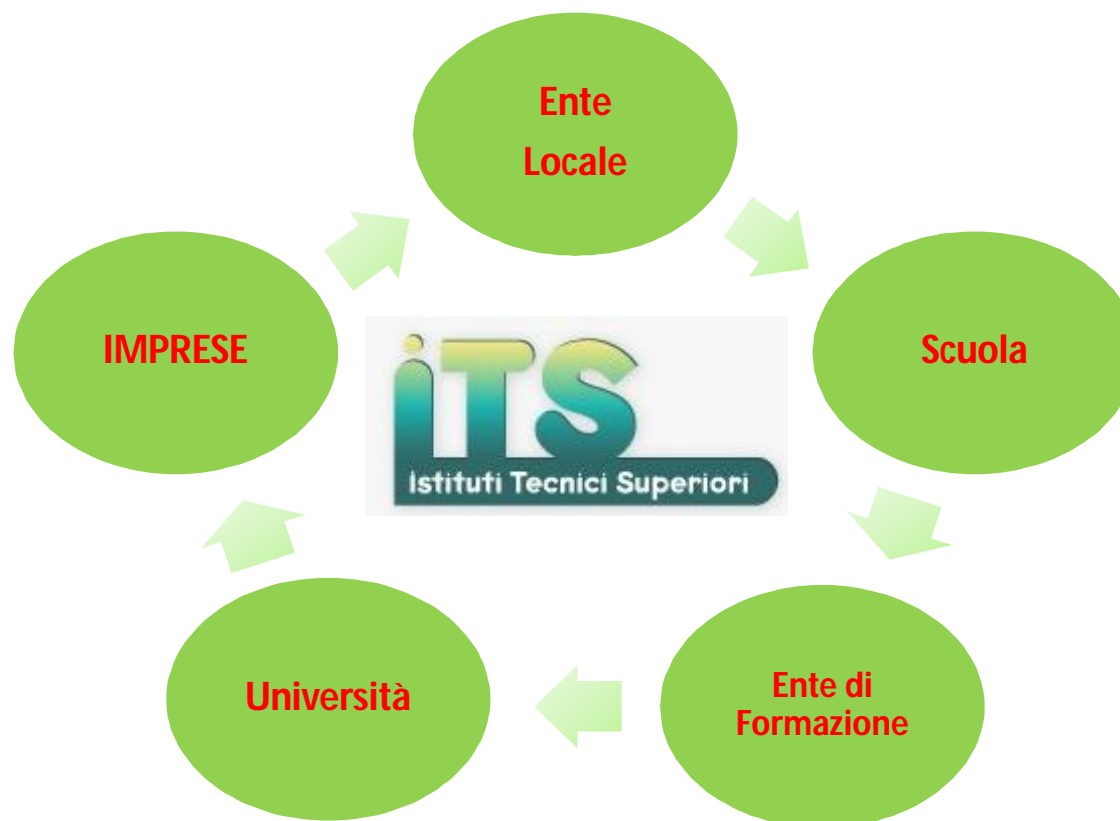 Ente
Locale
IMPRESE
Scuola
iTS
Istituti Tecnici Superiori
Università
Ente di
Formazione